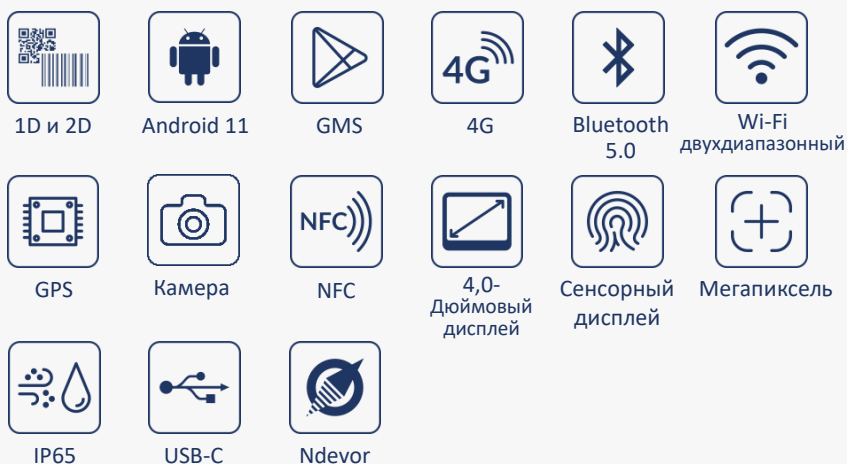 4G
1D и 2D
Android 11
GMS
4G
Bluetooth
5.0
Wi-Fi
двухдиапазонный
NFC
GPS
Камера
NFC
4,0-
Дюймовый
дисплей
Сенсорный
дисплей
Мегапиксель
IP65
USB-C
Ndevor